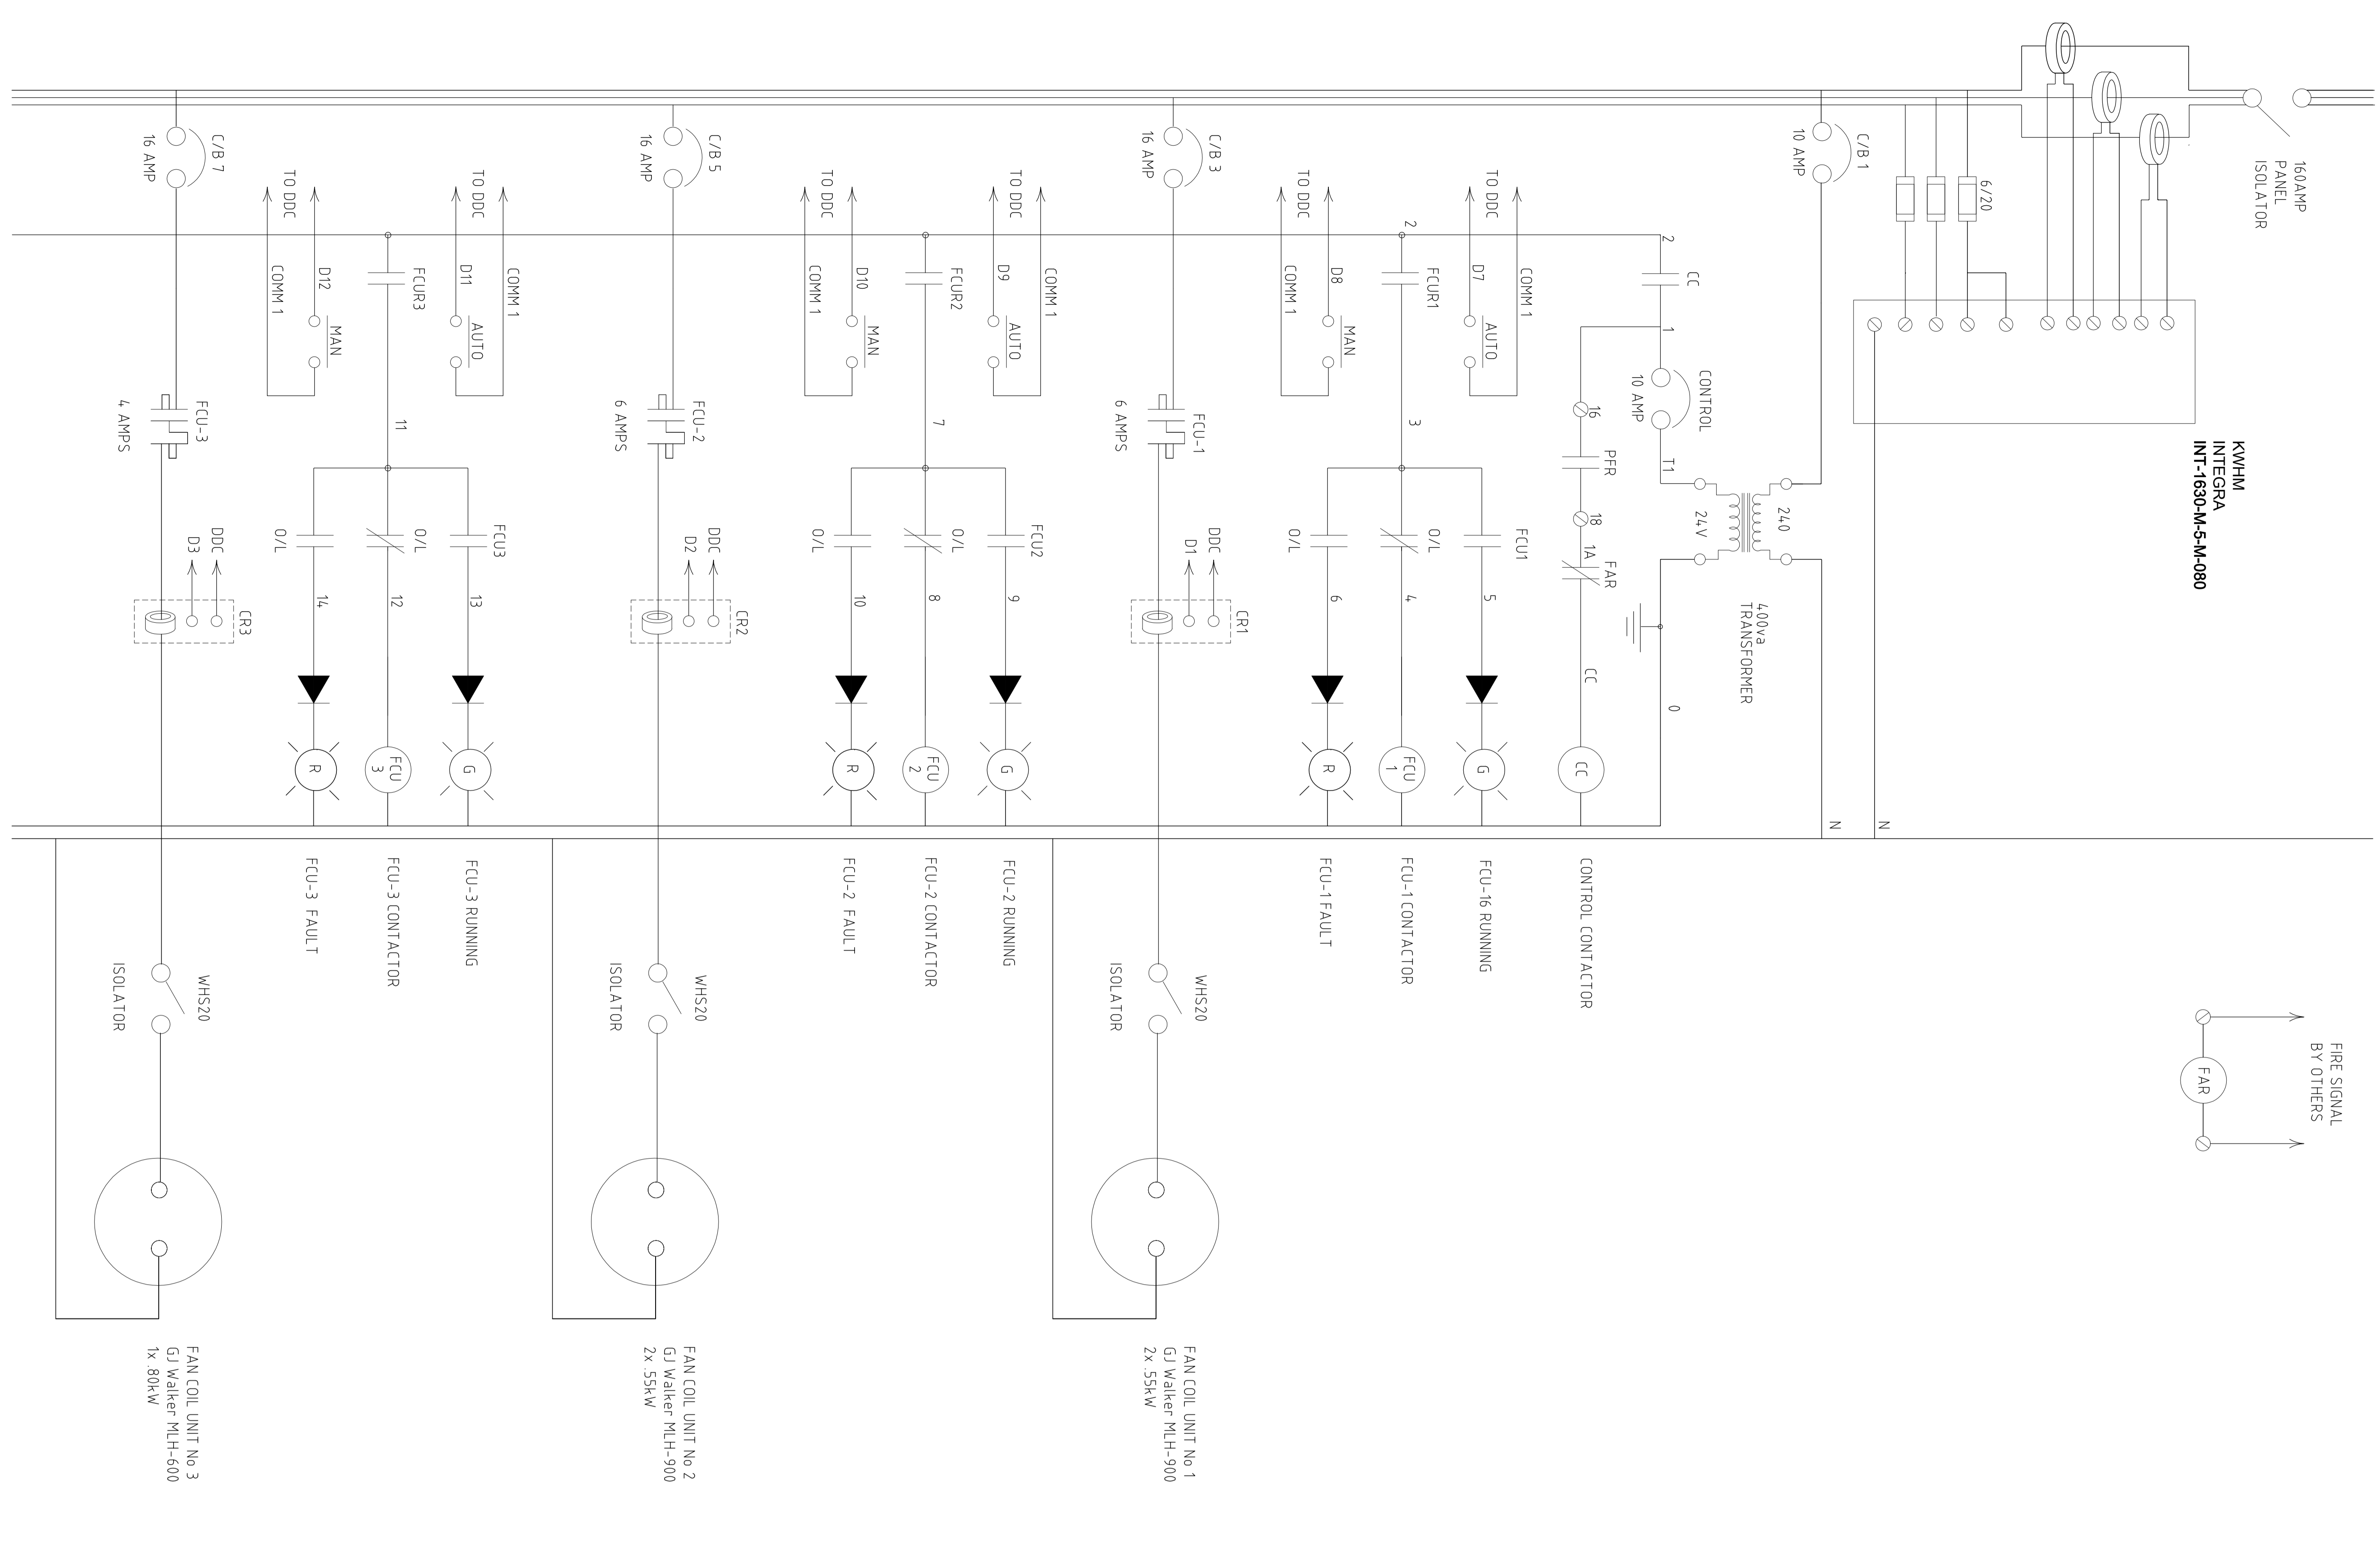 160AMP
PANEL
ISOLATOR
6/20
KWHM
INTEGRA
INT-1630-M-5-M-080
C/B 1
10 AMP
2
CC
1
CONTROL
10 AMP
T1
240
24V
400va
TRANSFORMER
0
N
N
16
PFR
18
1A
FAR
CC
CC
CONTROL CONTACTOR
FIRE SIGNAL
BY OTHERS
FAR
TO DDC
COMM 1
D7
AUTO
FCU1
5
G
FCU-16 RUNNING
2
FCUR1
3
O/L
4
FCU
1
FCU-1 CONTACTOR
TO DDC
D8
COMM 1
MAN
O/L
6
R
FCU-1 FAULT
C/B 3
16 AMP
FCU-1
6 AMPS
DDC
D1
CR1
WHS20
ISOLATOR
FAN COIL UNIT No 1
GJ Walker MLH-900
2x .55kW
TO DDC
COMM 1
D9
AUTO
FCU2
9
G
FCU-2 RUNNING
FCUR2
7
O/L
8
FCU
2
FCU-2 CONTACTOR
TO DDC
D10
COMM 1
MAN
O/L
10
R
FCU-2 FAULT
C/B 5
16 AMP
FCU-2
6 AMPS
DDC
D2
CR2
WHS20
ISOLATOR
FAN COIL UNIT No 2
GJ Walker MLH-900
2x .55kW
TO DDC
COMM 1
D11
AUTO
FCU3
13
G
FCU-3 RUNNING
FCUR3
11
O/L
12
FCU
3
FCU-3 CONTACTOR
TO DDC
D12
COMM 1
MAN
O/L
14
R
FCU-3 FAULT
C/B 7
16 AMP
FCU-3
4 AMPS
DDC
D3
CR3
WHS20
ISOLATOR
FAN COIL UNIT No 3
GJ Walker MLH-600
1x .80kW